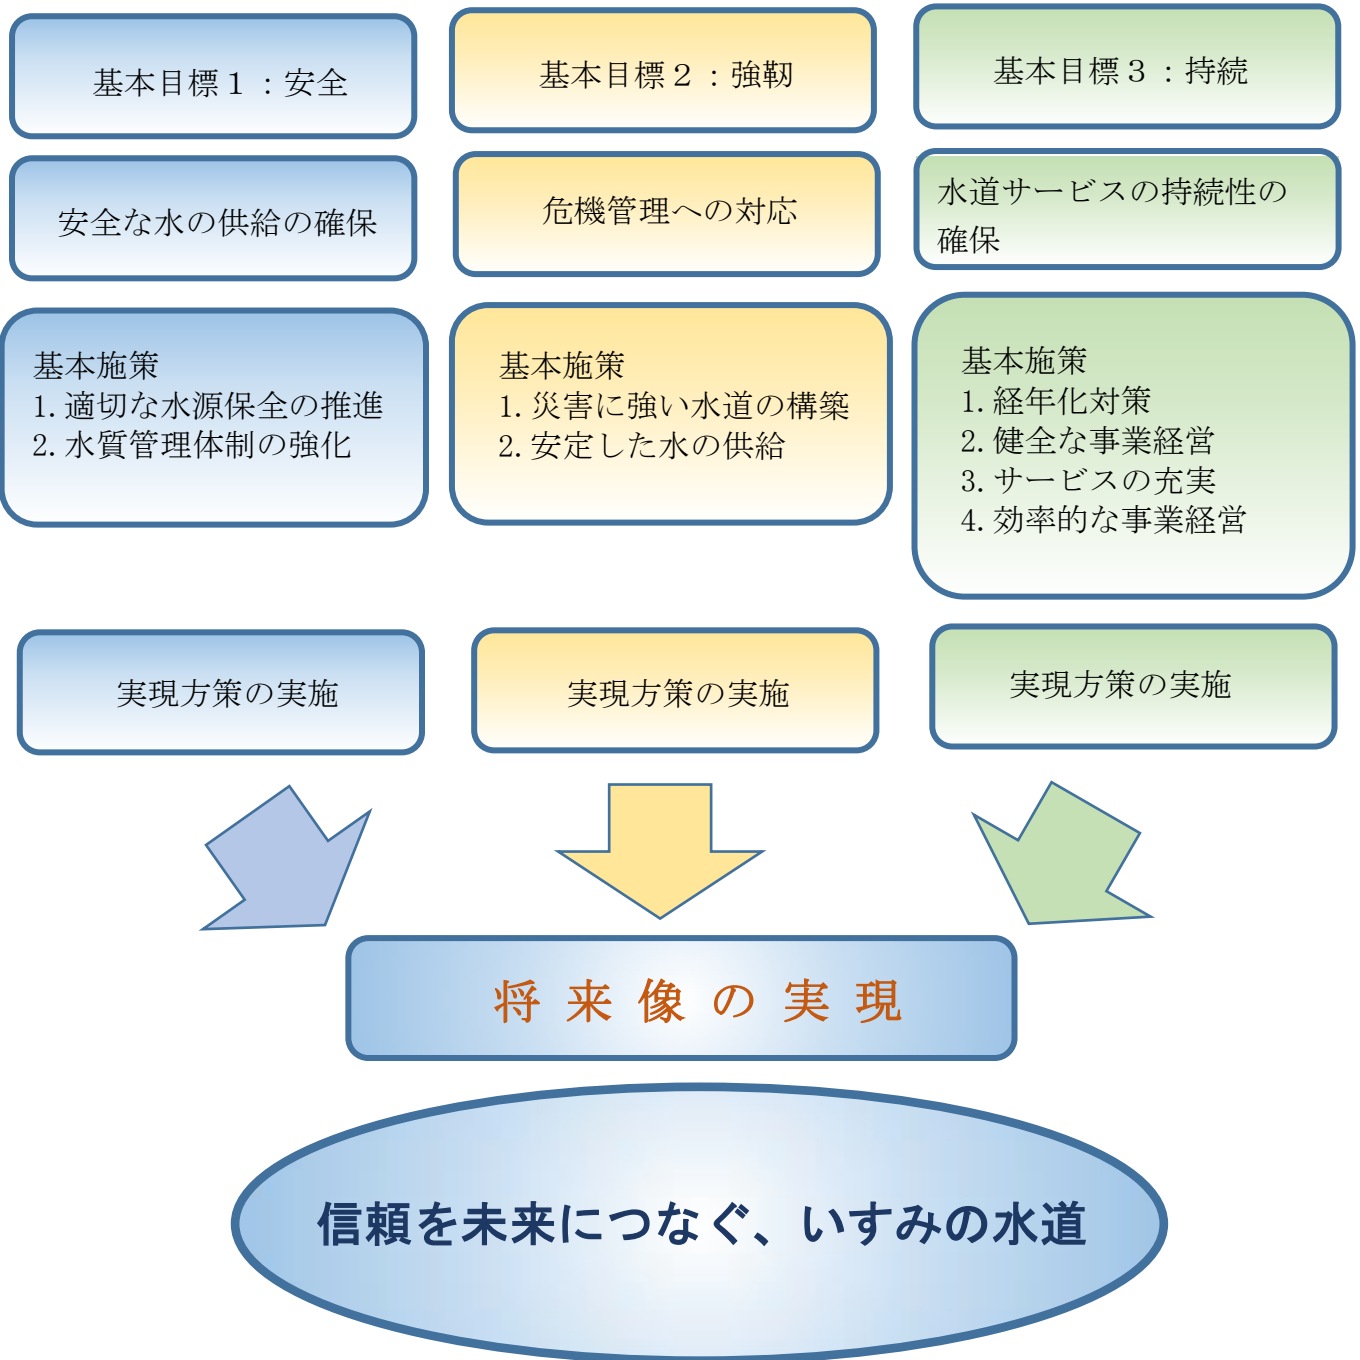 基本目標１：安全
安全な水の供給の確保
基本施策
1. 適切な水源保全の推進
2. 水質管理体制の強化
実現方策の実施
基本目標２：強靭
危機管理への対応
基本施策
1. 災害に強い水道の構築
2. 安定した水の供給
実現方策の実施
基本目標３：持続
水道サービスの持続性の
確保
基本施策
1. 経年化対策
2. 健全な事業経営
3. サービスの充実
4. 効率的な事業経営
実現方策の実施
将来像の実現
信頼を未来につなぐ、いすみの水道